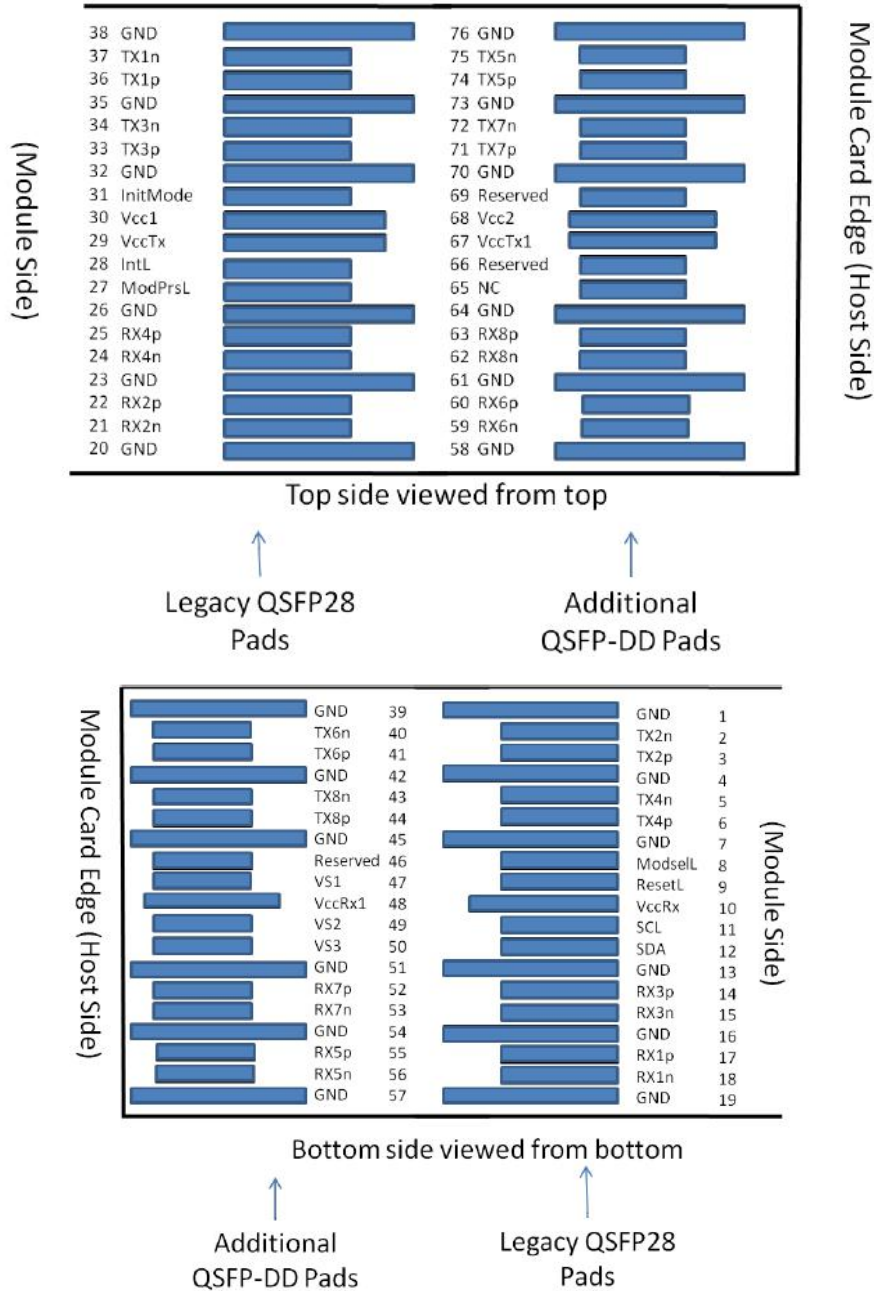 (Module Side)
38 GND 76 GND
37 TX1n 75 TX5n
36 TX1p 74 TX5p
35 GND 73 GND
34 TX3n 72 TX7n
33 TX3p 71 TX7p
32 GND 70 GND
31 InitMode 69 Reserved
30 Vcc1 68 Vcc2
29 VccTx 67 VccTx1
28 IntL 66 Reserved
27 ModPrsL 65 NC
26 GND 64 GND
25 RX4p 63 RX8p
24 RX4n 62 RX8n
23 GND 61 GND
22 RX2p 60 RX6p
21 RX2n 59 RX6n
20 GND 58 GND
Module Card Edge (Host Side)
Top side viewed from top
Legacy QSFP28
Pads
Additional
QSFP-DD Pads
Module Card Edge (Host Side)
GND 39 GND 1
TX6n 40 TX2n 2
TX6p 41 TX2p 3
GND 42 GND 4
TX8n 43 TX4n 5
TX8p 44 TX4p 6
GND 45 GND 7
Reserved 46 ModselL 8
VS1 47 ResetL 9
VccRx1 48 VccRx 10
VS2 49 SCL 11
VS3 50 SDA 12
GND 51 GND 13
RX7p 52 RX3p 14
RX7n 53 RX3n 15
GND 54 GND 16
RX5p 55 RX1p 17
RX5n 56 RX1n 18
GND 57 GND 19
(Module Side)
Bottom side viewed from bottom
Additional
QSFP-DD Pads
Legacy QSFP28
Pads